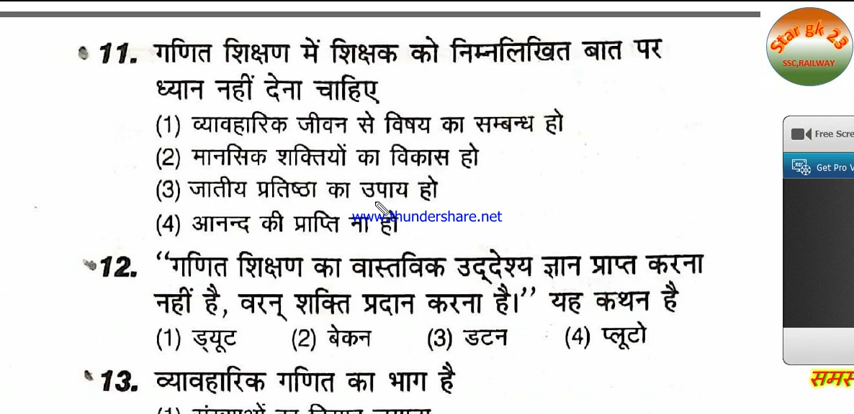 11. गणित शिक्षण में शिक्षक को निम्नलिखित बात पर
ध्यान नहीं देना चाहिए
(1) व्यावहारिक जीवन से विषय का सम्बन्ध हो
(2) मानसिक शक्तियों का विकास हो
(3) जातीय प्रतिष्ठा का उपाय हो
(4) आनन्द की प्राप्ति ना हो
www.thundershare.net
12. “गणित शिक्षण का वास्तविक उद्देश्य ज्ञान प्राप्त करना
नहीं है, वरन् शक्ति प्रदान करना है।” यह कथन है
(1) ड्यूट (2) बेकन (3) डटन (4) प्लूटो
13. व्यावहारिक गणित का भाग है
Star gk 23
SSC,RAILWAY
Free Scre
Get Pro V
समस